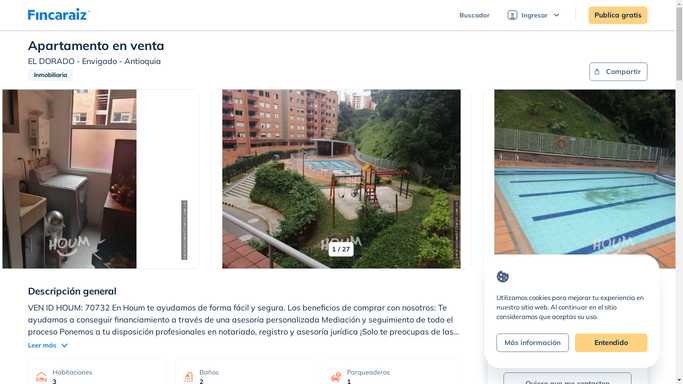 Fincaraiz
Buscador
Ingresar
Publica gratis
Apartamento en venta
EL DORADO - Envigado - Antioquia
Inmobiliaria
Compartir
HOUM
HOUM
1 / 27
HOUM
Descripción general
VEN ID HOUM: 70732 En Houm te ayudamos de forma fácil y segura. Los beneficios de comprar con nosotros: Te
ayudamos a conseguir financiamiento a través de una asesoría personalizada Mediación y seguimiento de todo el
proceso Ponemos a tu disposición profesionales en notariado, registro y asesoría jurídica ¡Solo te preocupas de las...
Leer más
Habitaciones
3
Baños
2
Parqueaderos
1
Utilizamos cookies para mejorar tu experiencia en
nuestro sitio web. Al continuar en el sitio
consideramos que aceptas su uso.
Más información
Entendido
Quiero que me contacten